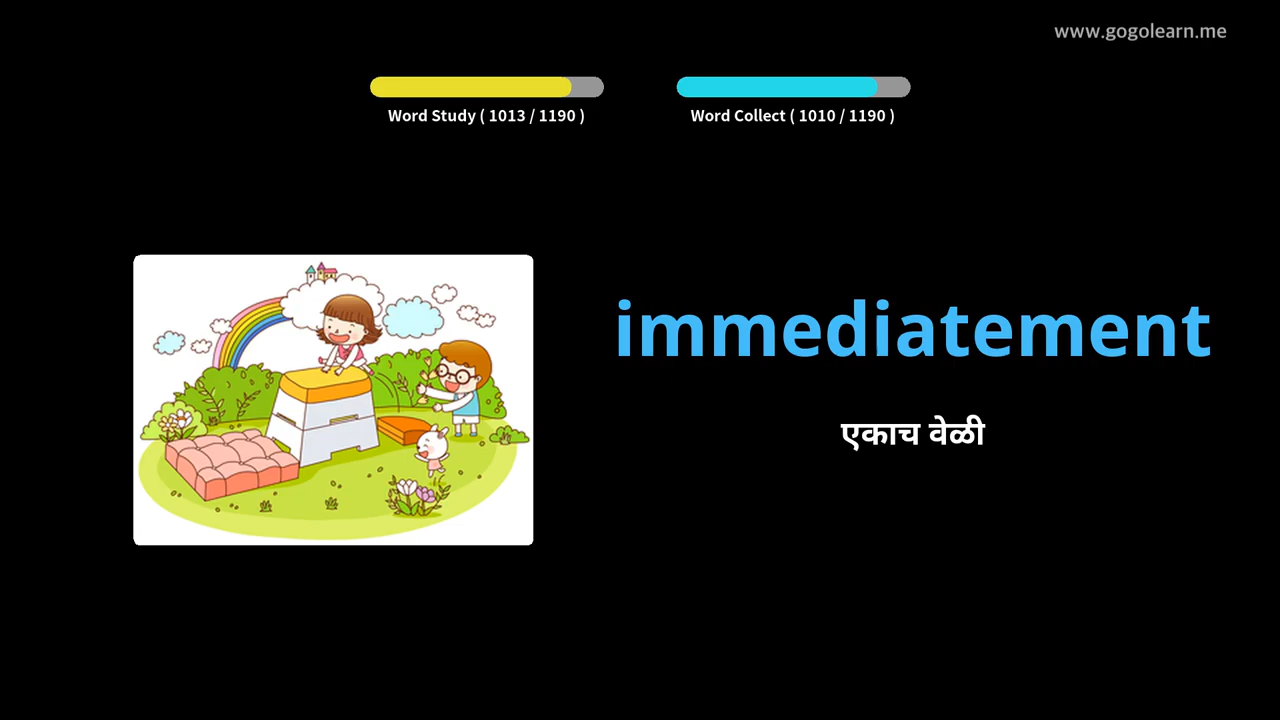 www.gogolearn.me
Word Study ( 1013 / 1190 )
Word Collect ( 1010 / 1190 )
immediatement
एकाच वेळी